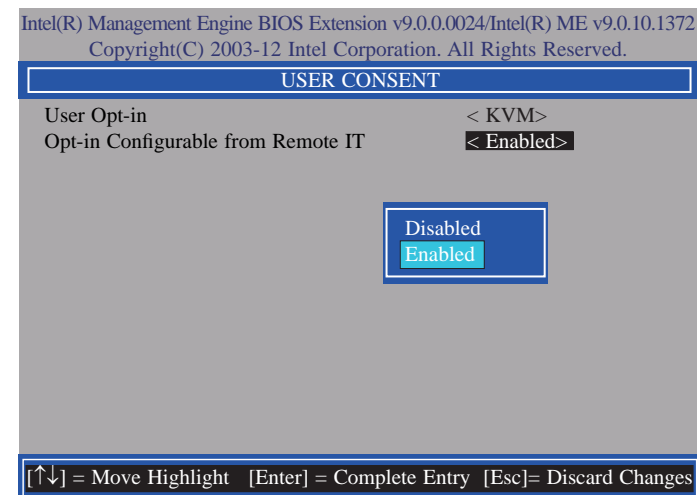 Intel(R) Management Engine BIOS Extension v9.0.0.0024/Intel(R) ME v9.0.10.1372
Copyright(C) 2003-12 Intel Corporation. All Rights Reserved.
USER CONSENT
User Opt-in < KVM>
Opt-in Configurable from Remote IT < Enabled>
Disabled
Enabled
[↑↓] = Move Highlight [Enter] = Complete Entry [Esc]= Discard Changes